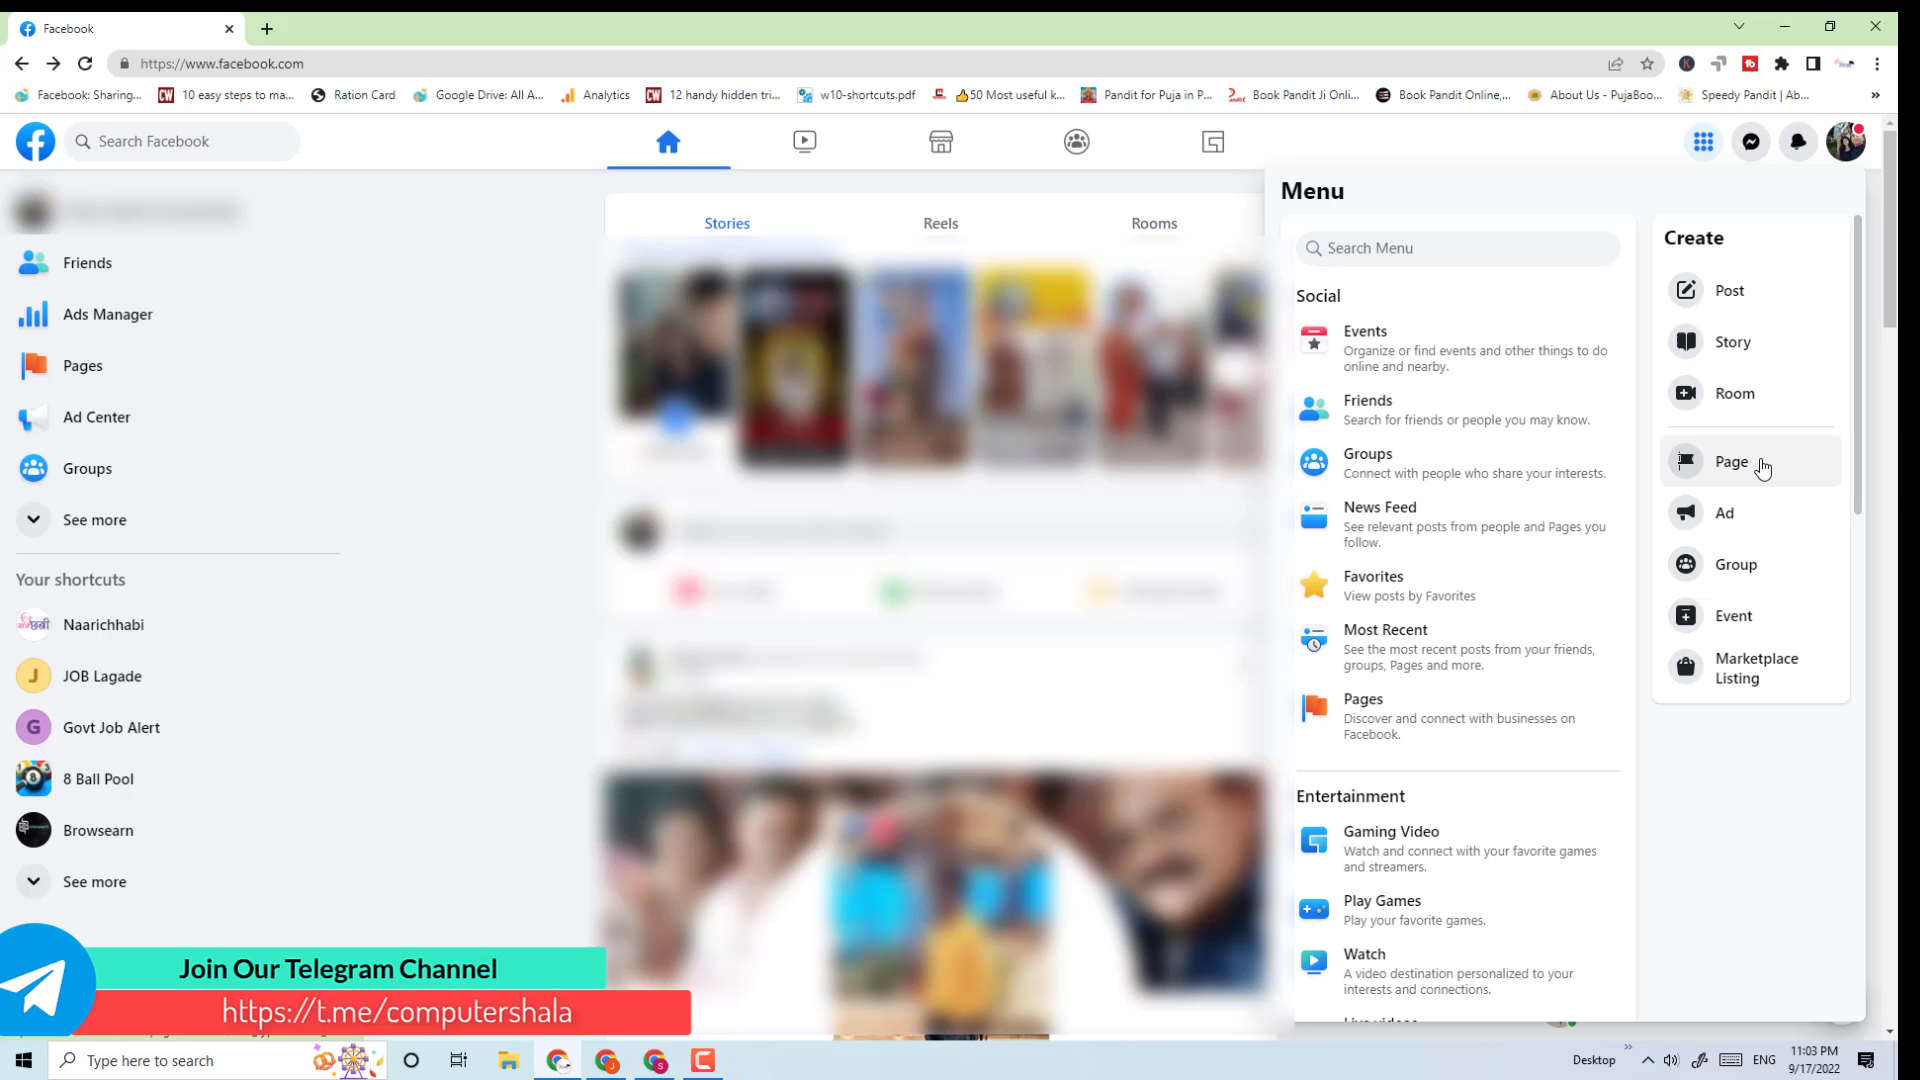 Facebook
https://www.facebook.com
Facebook: Sharing...
10 easy steps to ma...
Ration Card
Google Drive: All A...
Analytics
12 handy hidden tri...
w10-shortcuts.pdf
50 Most useful k...
Pandit for Puja in P...
Book Pandit Ji Onli...
Book Pandit Online,...
About Us - PujaBoo...
Speedy Pandit | Ab...
»
Search Facebook
Friends
Ads Manager
Pages
Ad Center
Groups
See more
Your shortcuts
Naarichhabi
J
JOB Lagade
G
Govt Job Alert
8 Ball Pool
Browsearn
See more
Stories
Reels
Rooms
Menu
Search Menu
Social
Events
Organize or find events and other things to do
online and nearby.
Friends
Search for friends or people you may know.
Groups
Connect with people who share your interests.
News Feed
See relevant posts from people and Pages you
follow.
Favorites
View posts by Favorites
Most Recent
See the most recent posts from your friends,
groups, Pages and more.
Pages
Discover and connect with businesses on
Facebook.
Entertainment
Gaming Video
Watch and connect with your favorite games
and streamers.
Play Games
Play your favorite games.
Watch
A video destination personalized to your
interests and connections.
Create
Post
Story
Room
Page
Ad
Group
Event
Marketplace
Listing
Join Our Telegram Channel
https://t.me/computershala
Type here to search
Desktop
»
ENG
11:03 PM
9/17/2022